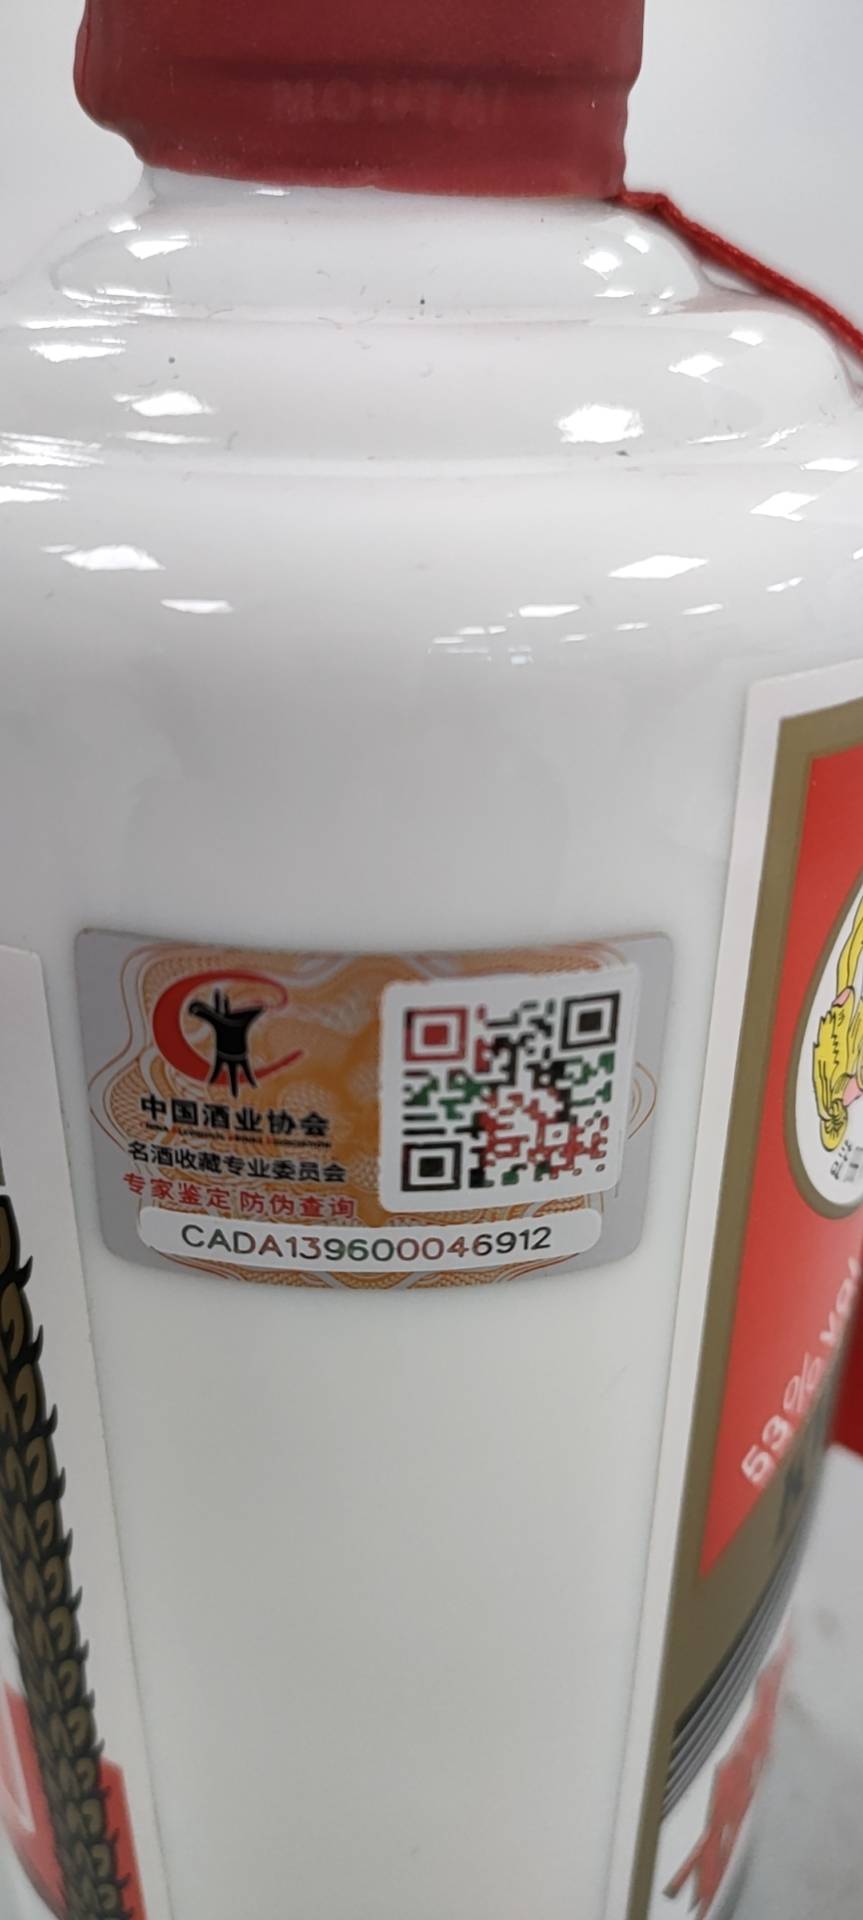 MOUTAI
中国酒业协会
名酒收藏专业委员会
专家鉴定 防伪查询
CADA139600046912
53% vol